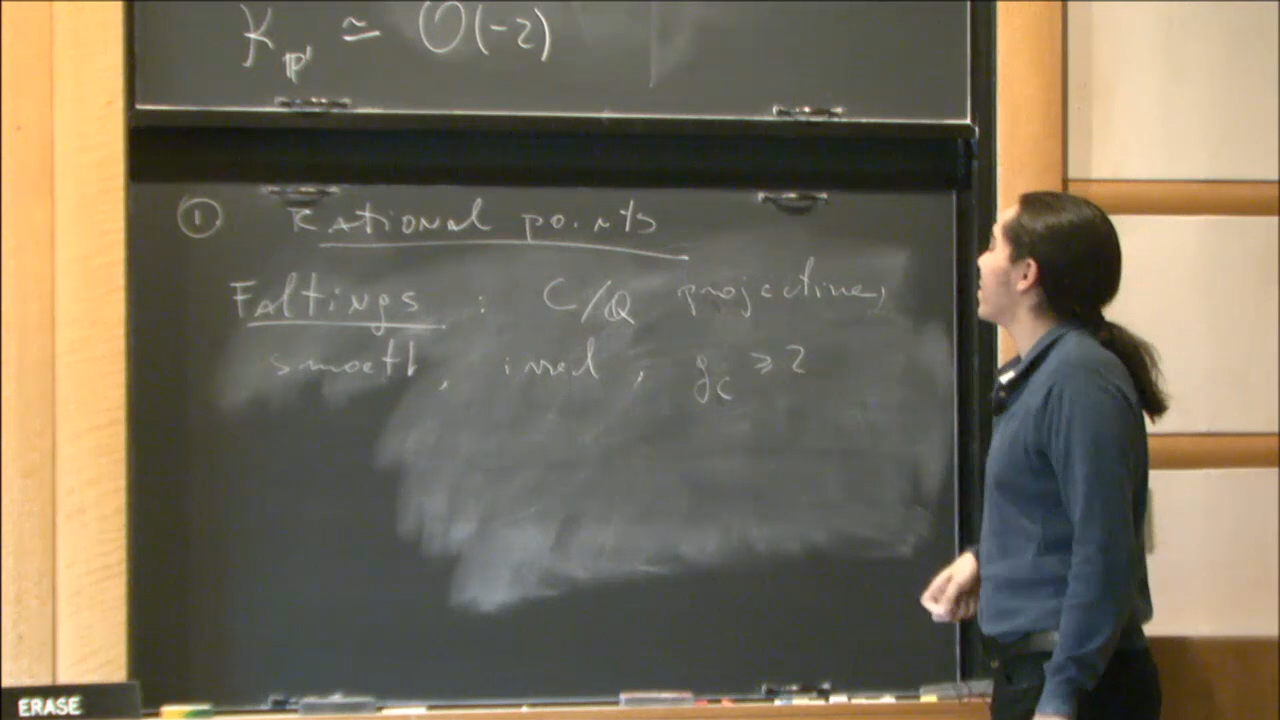 K_ℙ¹ ≃ O(-2)
① Rational points
Faltings : C/Q projective,
smooth, irred, g_C ≥ 2
ERASE